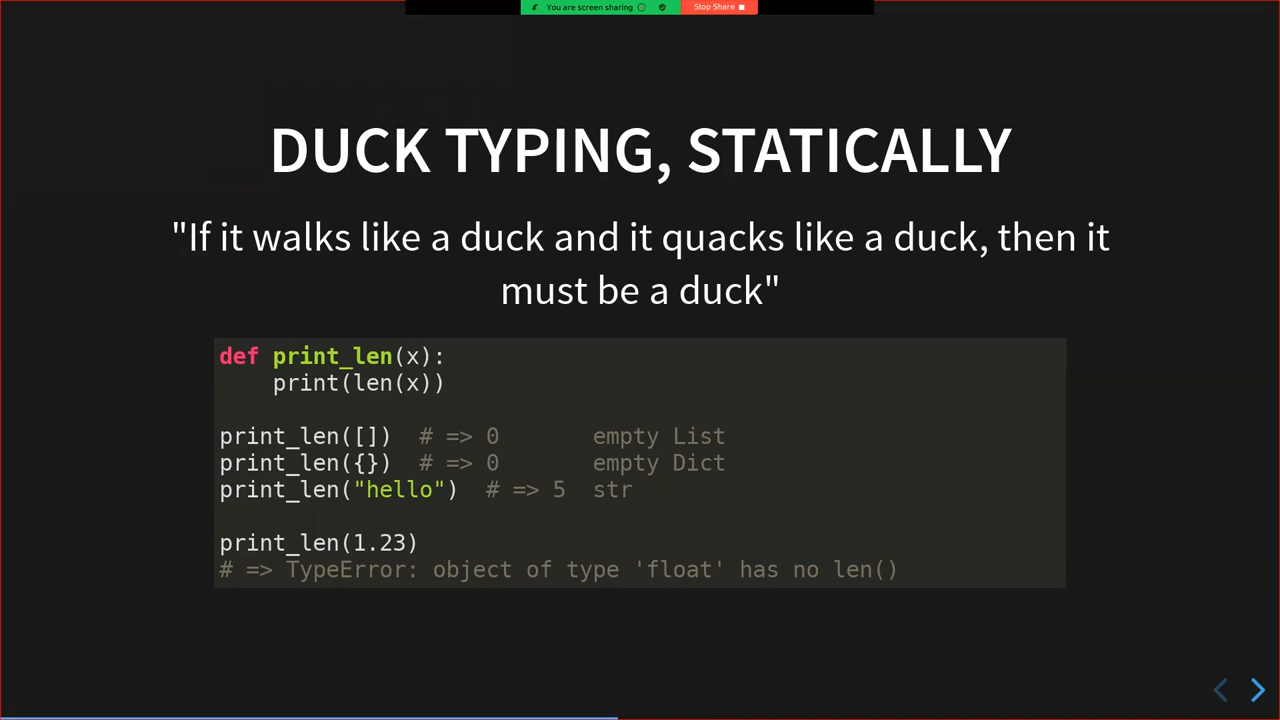 You are screen sharing
Stop Share
DUCK TYPING, STATICALLY
"If it walks like a duck and it quacks like a duck, then it
must be a duck"
def print_len(x):
    print(len(x))
print_len([])  # => 0       empty List
print_len({})  # => 0       empty Dict
print_len("hello")  # => 5  str
print_len(1.23)
# => TypeError: object of type 'float' has no len()